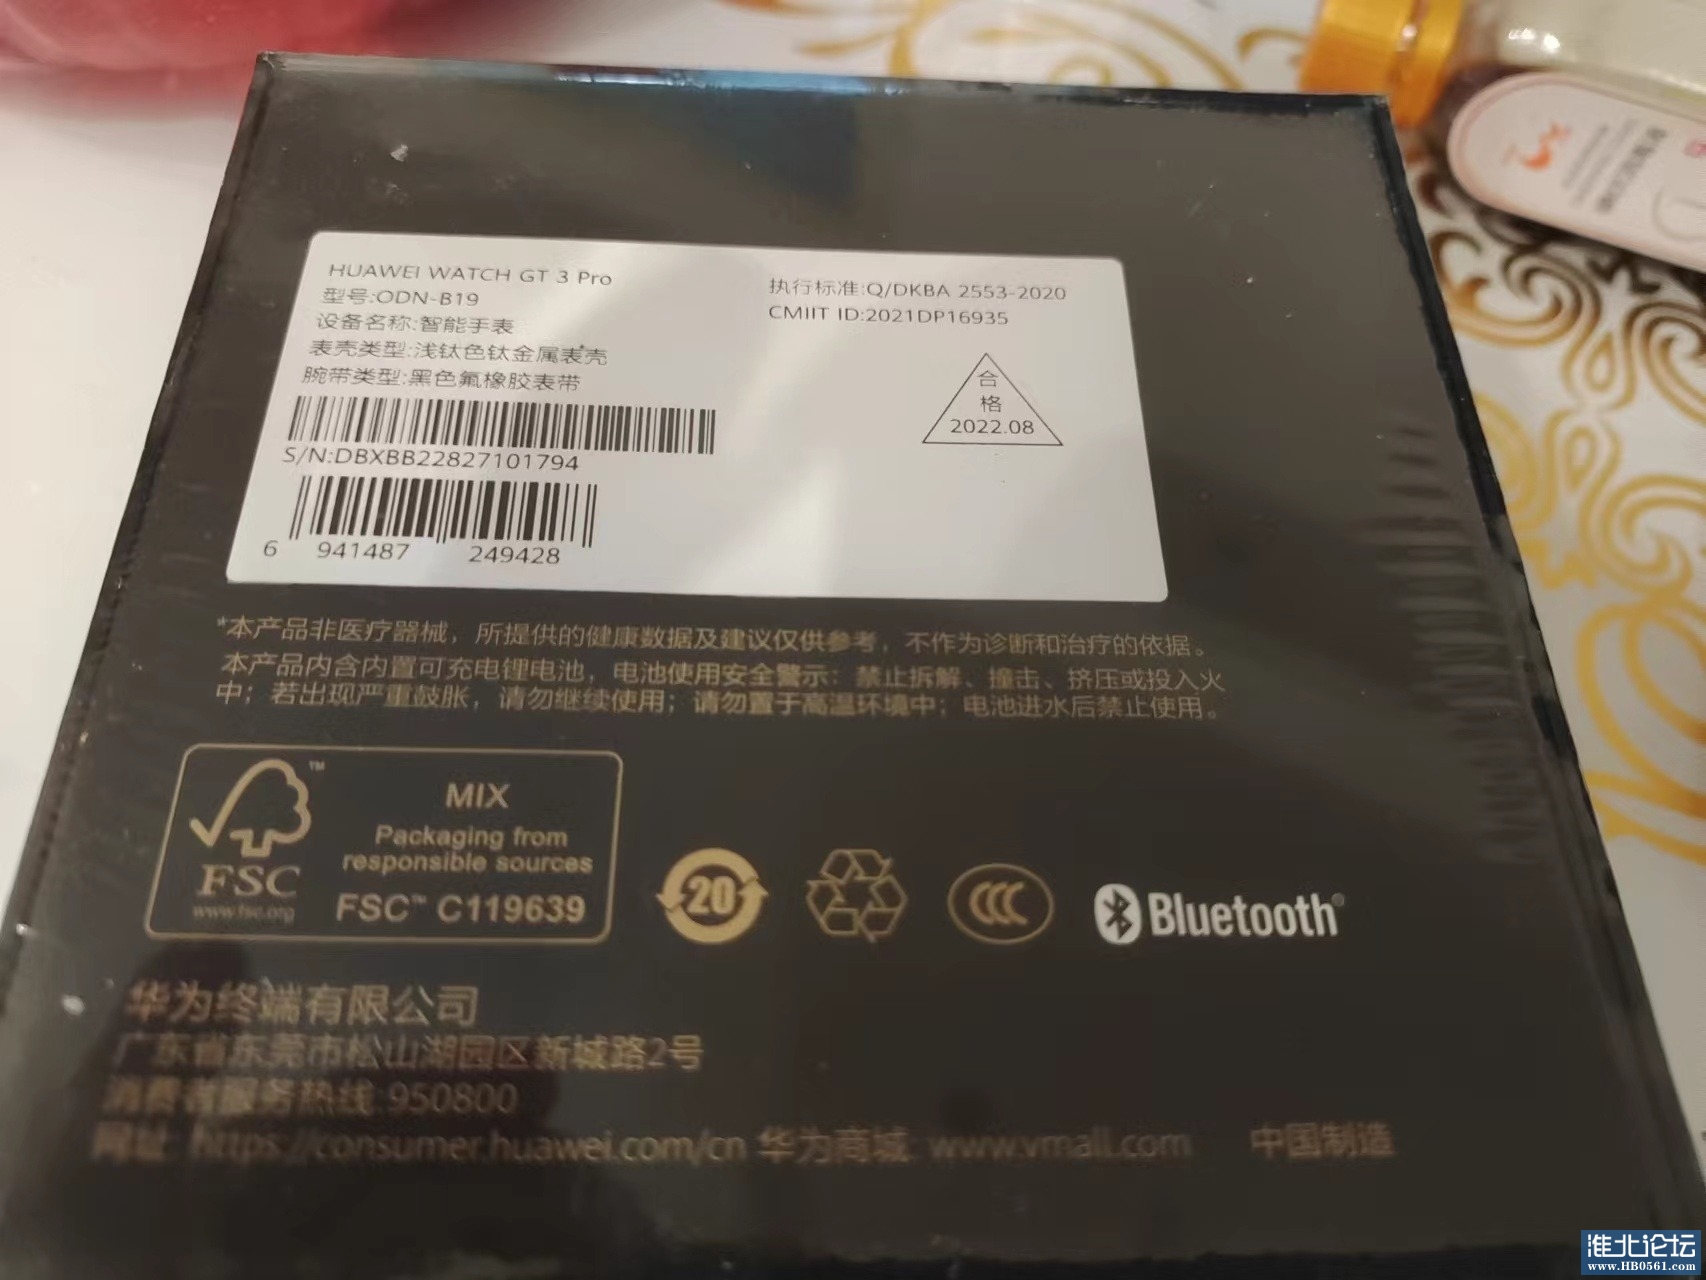 HUAWEI WATCH GT 3 Pro
型号:ODN-B19
设备名称:智能手表
表壳类型:浅钛色钛金属表壳
腕带类型:黑色氟橡胶表带
S/N:DBXBB22827101794
6 941487 249428
执行标准:Q/DKBA 2553-2020
CMIIT ID:2021DP16935
合
格
2022.08
*本产品非医疗器械，所提供的健康数据及建议仅供参考，不作为诊断和治疗的依据。
本产品内含内置可充电锂电池，电池使用安全警示：禁止拆解、撞击、挤压或投入火
中；若出现严重鼓胀，请勿继续使用；请勿置于高温环境中；电池进水后禁止使用。
FSC
www.fsc.org
MIX
Packaging from
responsible sources
FSC™ C119639
20
CCC
Bluetooth®
华为终端有限公司
广东省东莞市松山湖园区新城路2号
消费者服务热线:950800
网址: https://consumer.huawei.com/cn 华为商城: www.vmall.com 中国制造
淮北论坛
www.HB0561.com